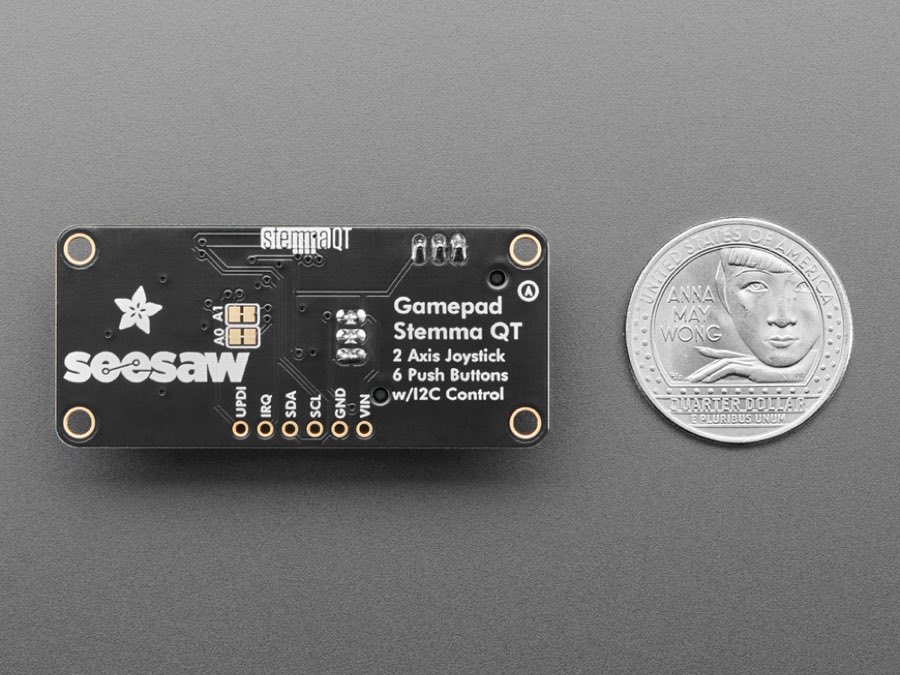 stemmaQT
A1
A0
seesaw
UPDI
IRQ
SDA
SCL
GND
VIN
A
Gamepad
Stemma QT
2 Axis Joystick
6 Push Buttons
w/I2C Control
UNITED STATES OF AMERICA
ANNA
MAY
WONG
QUARTER DOLLAR
E PLURIBUS UNUM